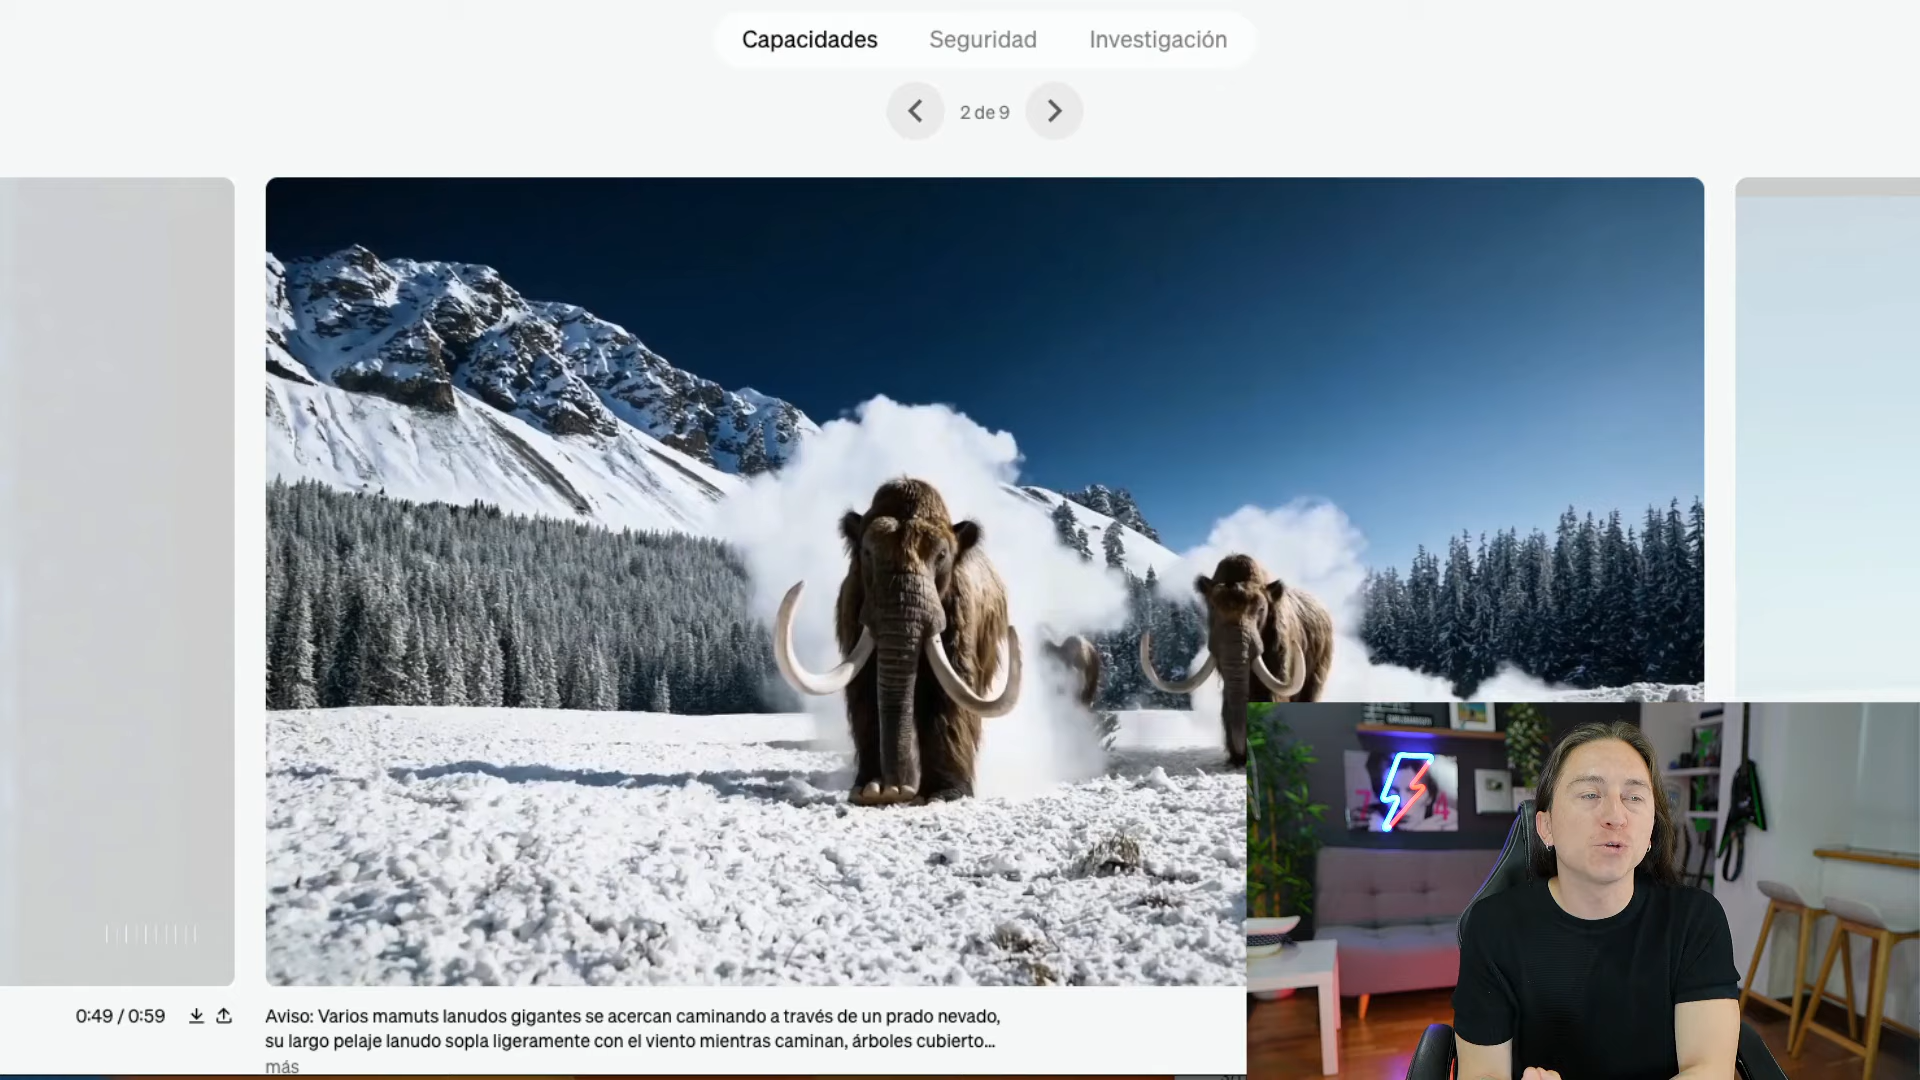 Capacidades Seguridad Investigación
2 de 9
0:49 / 0:59
Aviso: Varios mamuts lanudos gigantes se acercan caminando a través de un prado nevado,
su largo pelaje lanudo sopla ligeramente con el viento mientras caminan, árboles cubierto...
más